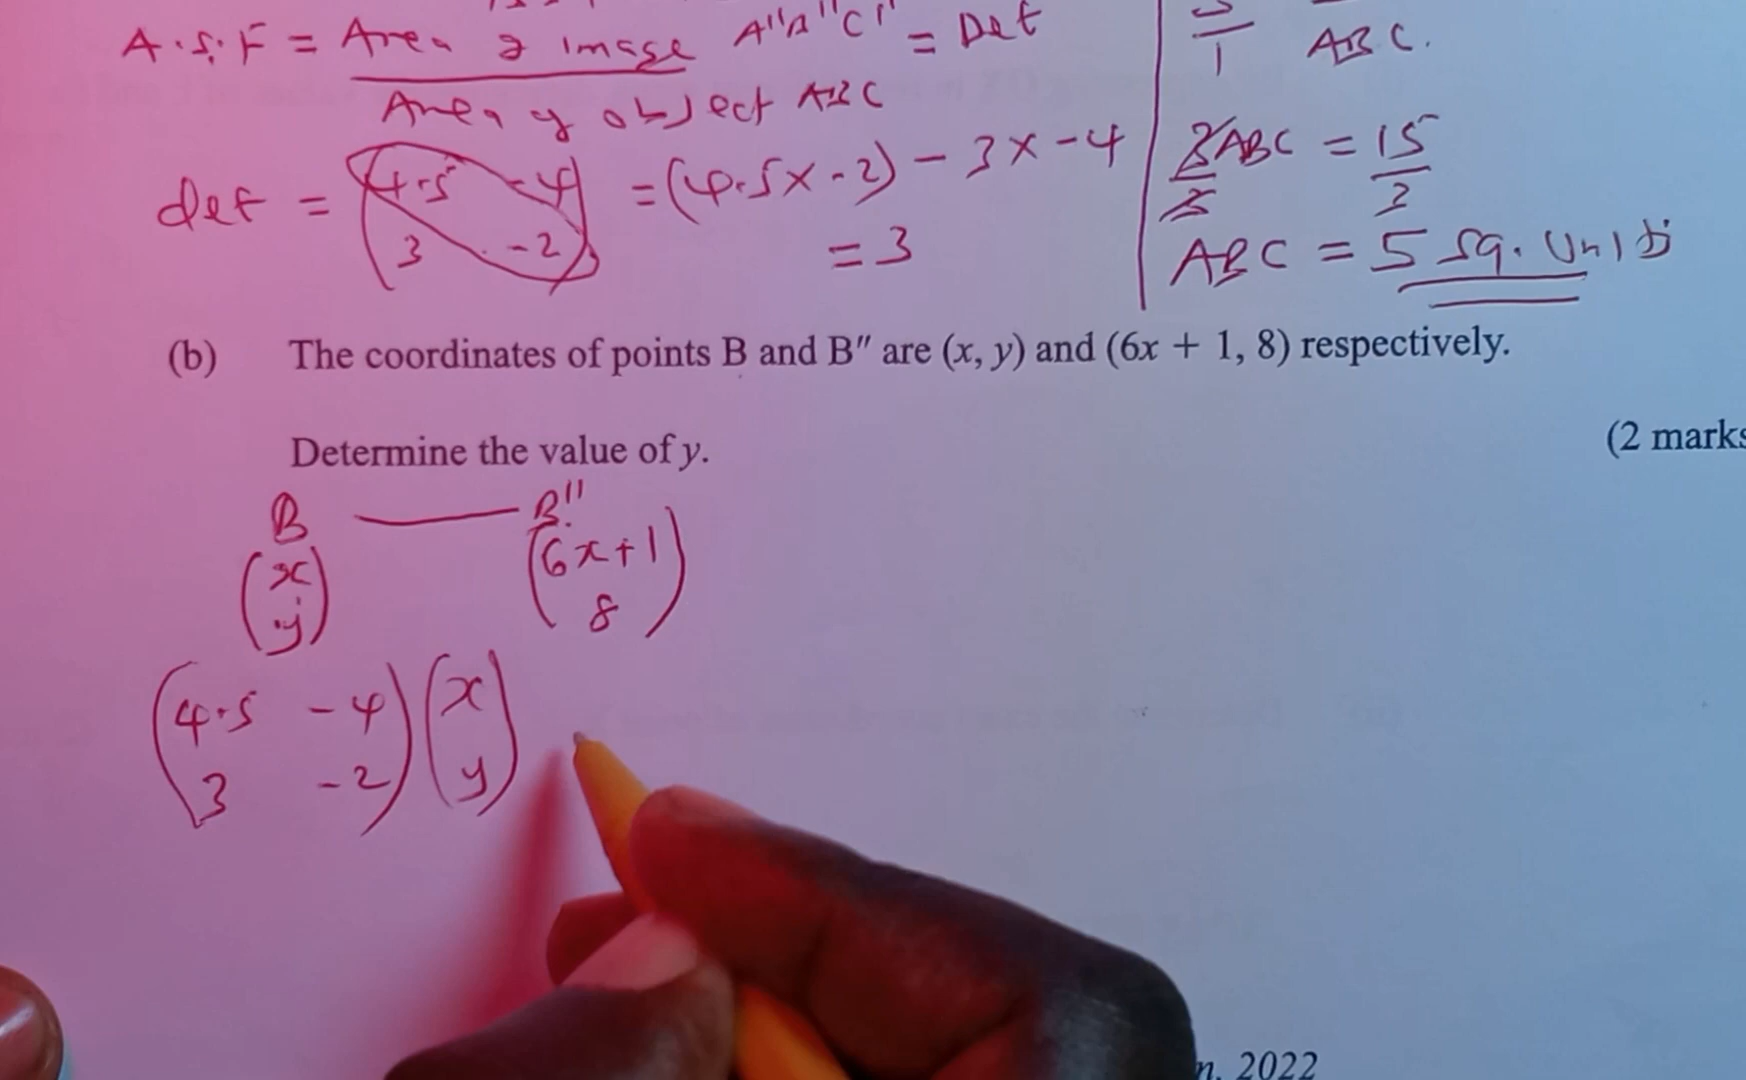 A.S.F = Area of image A"B"C" = Det
Area of object ABC
det = (4.5 -4
3 -2) = (4.5x-2) - 3x-4
= 3
1 ABC.
3ABC = 15
3 3
ABC = 5 sq. Units
(b) The coordinates of points B and B" are (x, y) and (6x + 1, 8) respectively.
Determine the value of y.
(2 marks
B — B"
(x
y) (6x+1
8)
(4.5 -4
3 -2) (x
y)
n, 2022